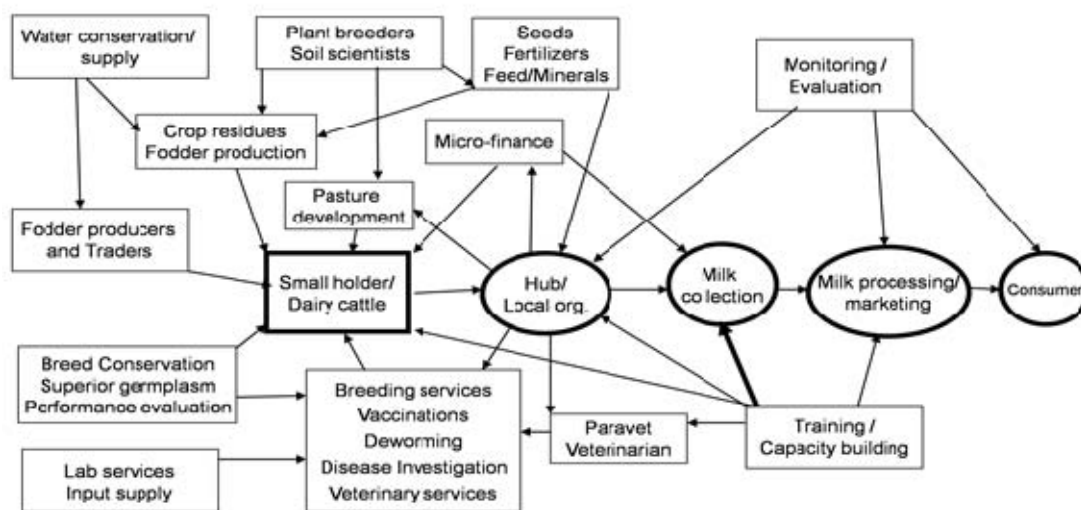 Water conservation/
supply
Plant breeders
Soil scientists
Seeds
Fertilizers
Feed/Minerals
Monitoring /
Evaluation
Crop residues
Fodder production
Micro-finance
Pasture
development
Fodder producers
and Traders
Small holder/
Dairy cattle
Hub/
Local org.
Milk
collection
Milk processing/
marketing
Consumer
Breed Conservation
Superior germplasm
Performance evaluation
Breeding services
Vaccinations
Deworming
Disease Investigation
Veterinary services
Paravet
Veterinarian
Training /
Capacity building
Lab services
Input supply